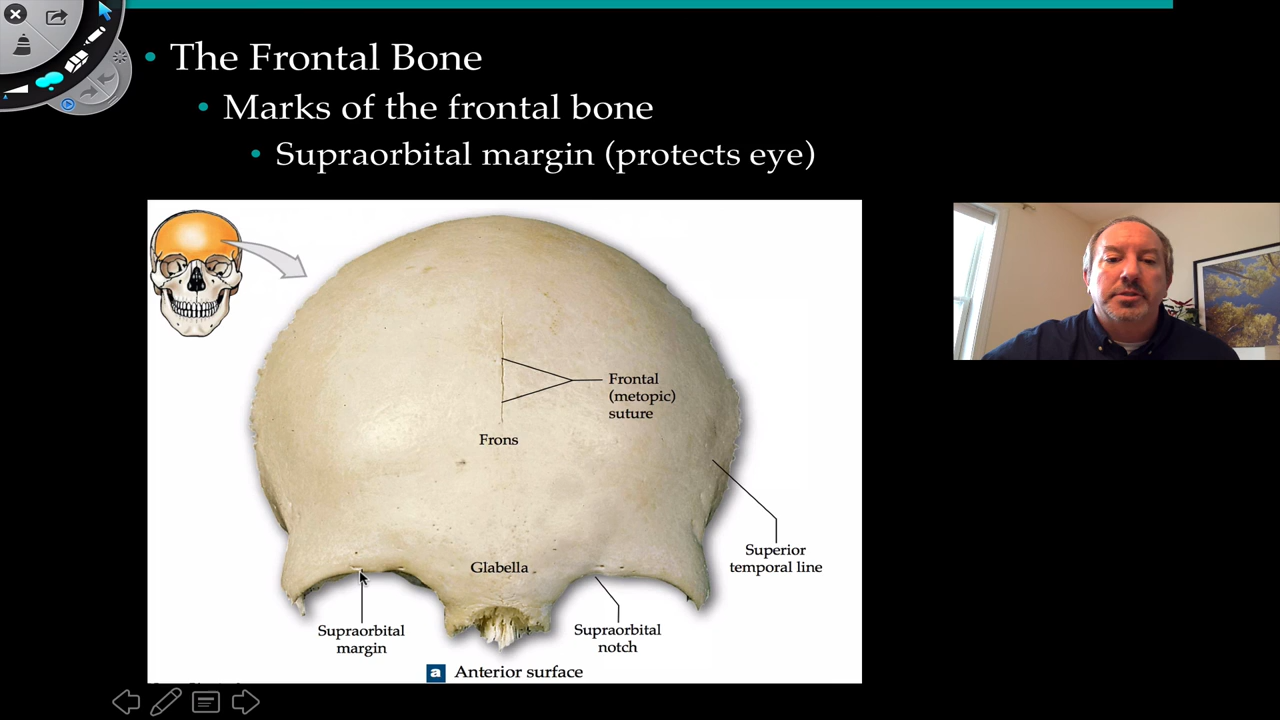 The Frontal Bone
Marks of the frontal bone
Supraorbital margin (protects eye)
Frontal
(metopic)
suture
Frons
Superior
temporal line
Glabella
Supraorbital
margin
Supraorbital
notch
a Anterior surface